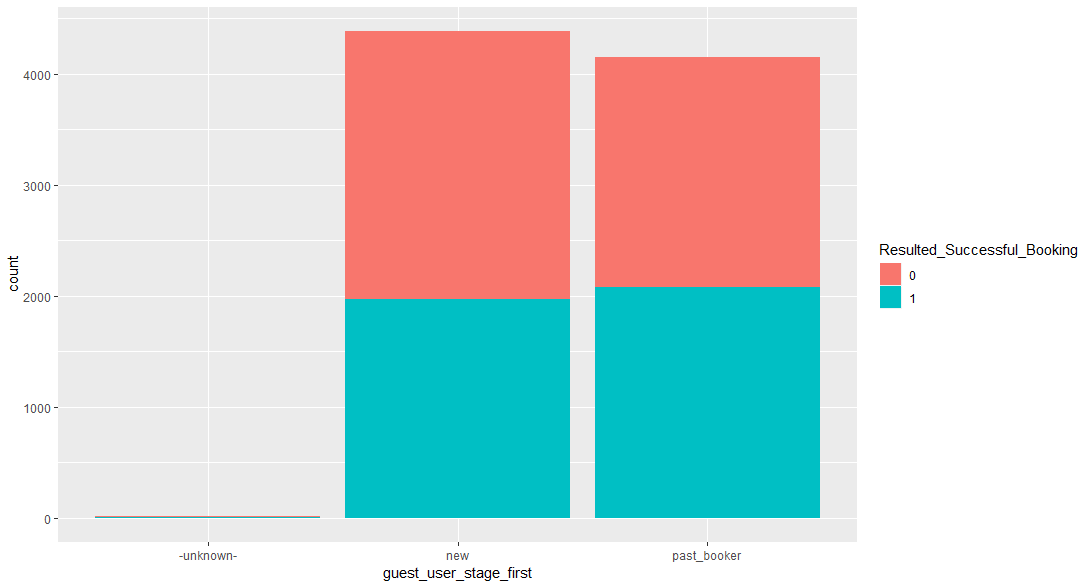 count
4000
3000
2000
1000
0
-unknown-
new
past_booker
guest_user_stage_first
Resulted_Successful_Booking
0
1